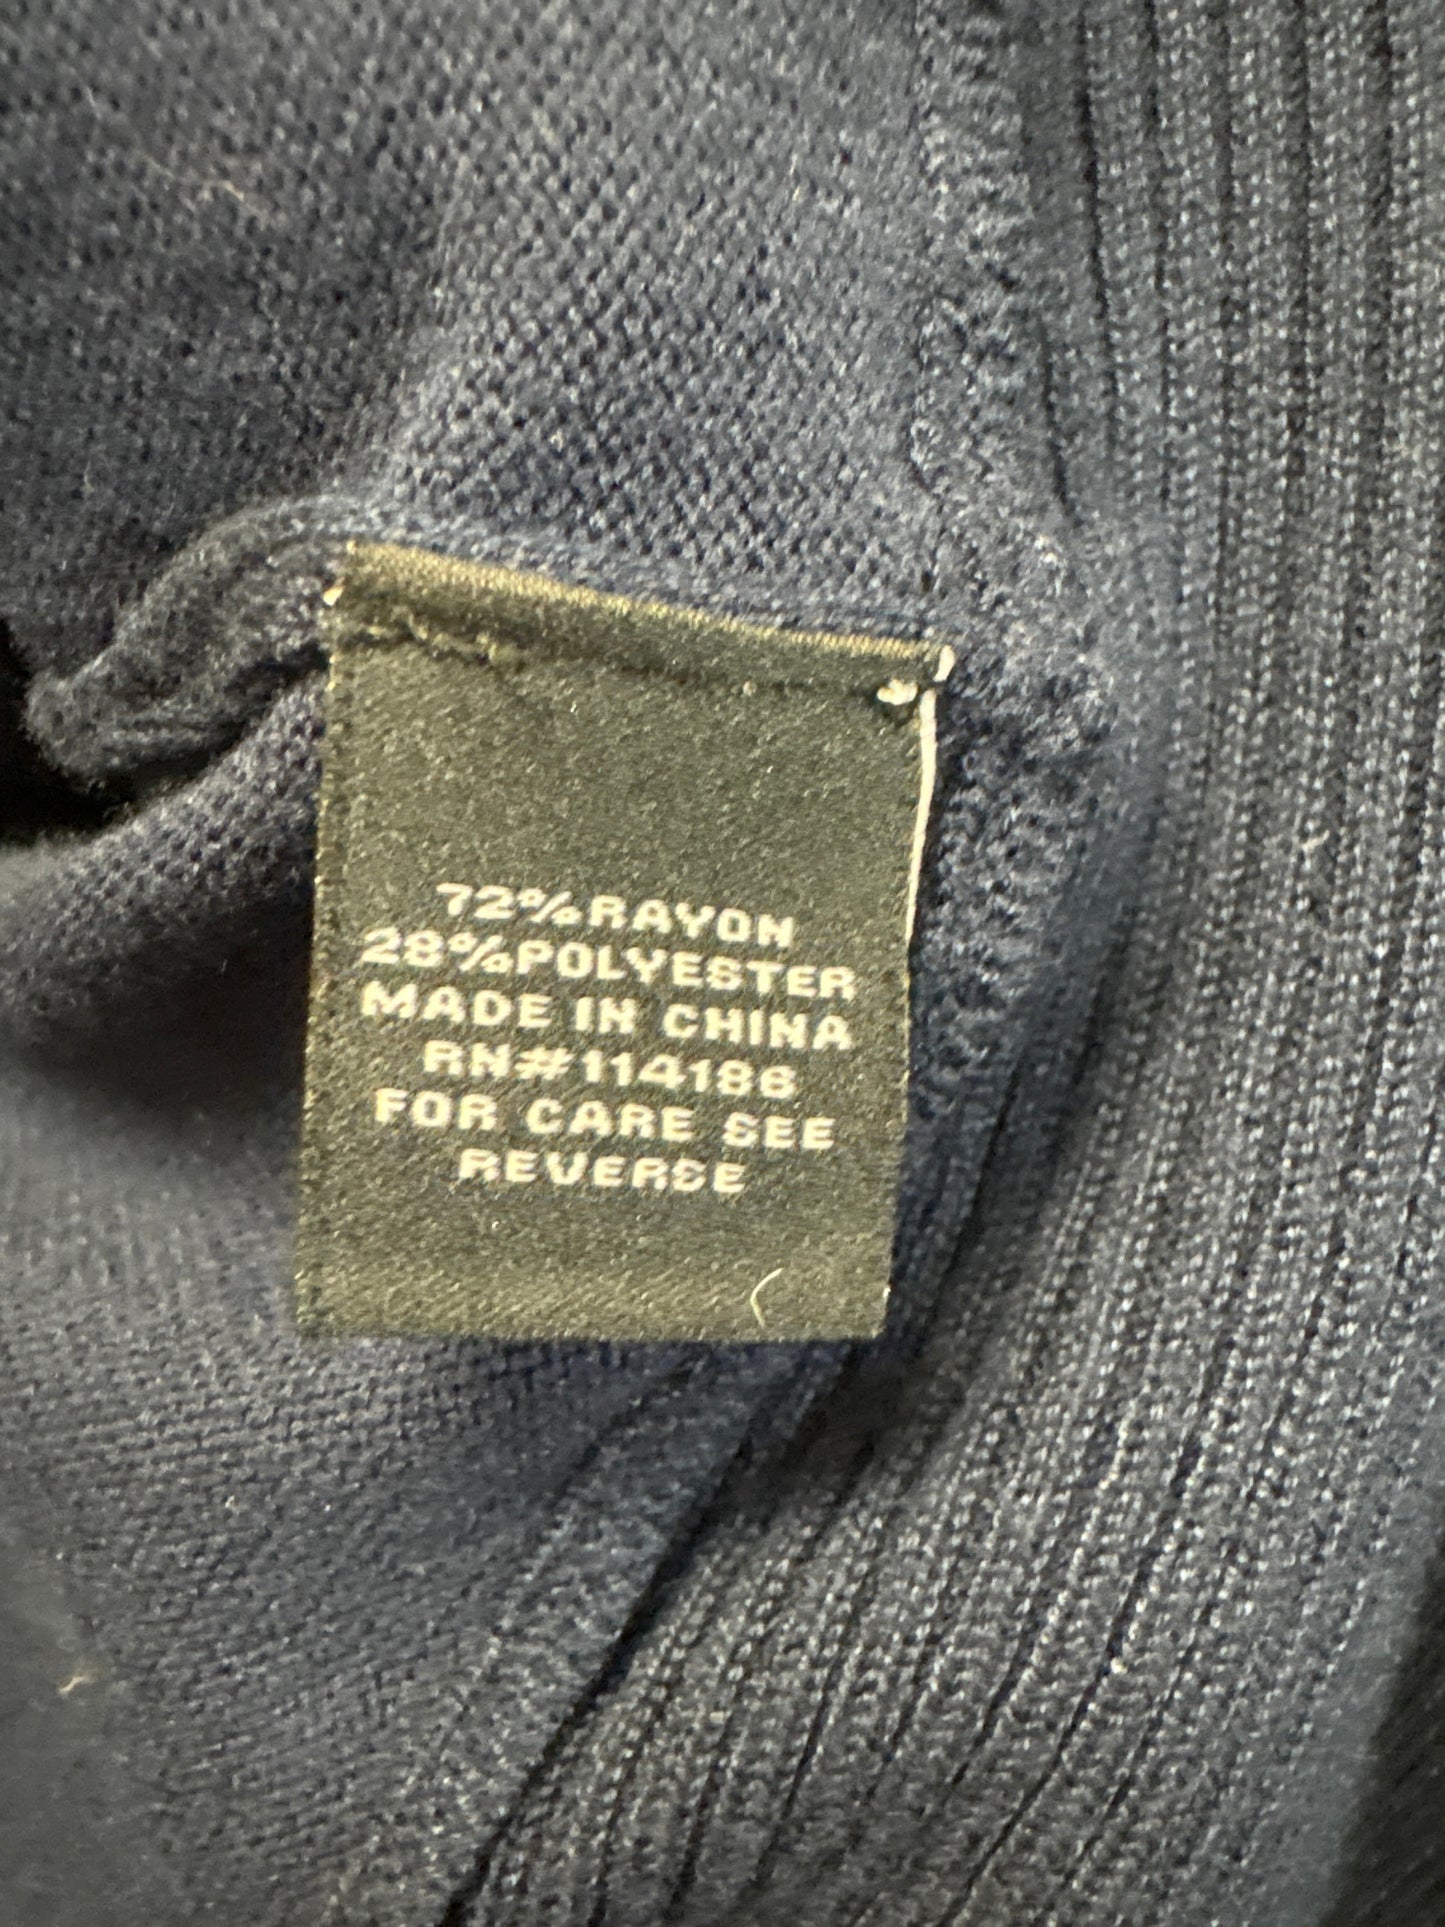 72%RAYON
28%POLYESTER
MADE IN CHINA
RN#114186
FOR CARE SEE
REVERSE